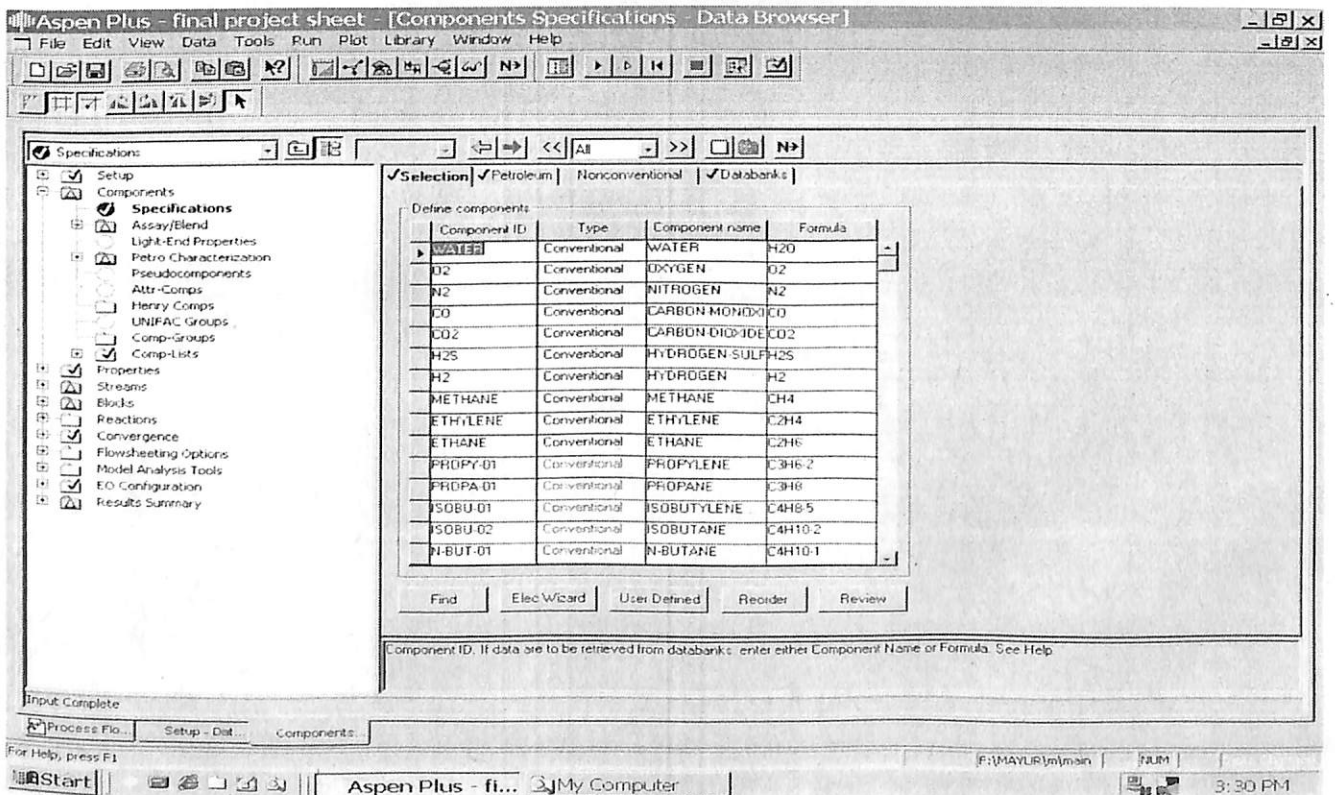 Aspen Plus - final project sheet - [Components Specifications - Data Browser]
File Edit View Data Tools Run Plot Library Window Help
N>
Specifications
<< All >> N>
Setup
Components
Specifications
Assay/Blend
Light-End Properties
Petro Characterization
Pseudocomponents
Attr-Comps
Henry Comps
UNIFAC Groups
Comp-Groups
Comp-Lists
Properties
Streams
Blocks
Reactions
Convergence
Flowsheeting Options
Model Analysis Tools
EO Configuration
Results Summary
Selection Petroleum Nonconventional Databanks
Define components
Component ID Type Component name Formula
WATER Conventional WATER H2O
O2 Conventional OXYGEN O2
N2 Conventional NITROGEN N2
CO Conventional CARBON-MONOXI CO
CO2 Conventional CARBON-DIOXIDE CO2
H2S Conventional HYDROGEN-SULF H2S
H2 Conventional HYDROGEN H2
METHANE Conventional METHANE CH4
ETHYLENE Conventional ETHYLENE C2H4
ETHANE Conventional ETHANE C2H6
PROPY-01 Conventional PROPYLENE C3H6-2
PROPA-01 Conventional PROPANE C3H8
ISOBU-01 Conventional ISOBUTYLENE C4H8-5
ISOBU-02 Conventional ISOBUTANE C4H10-2
N-BUT-01 Conventional N-BUTANE C4H10-1
Find Elec Wizard User Defined Reorder Review
Component ID. If data are to be retrieved from databanks, enter either Component Name or Formula. See Help
Input Complete
Process Flo... Setup - Dat... Components...
For Help, press F1 F:\MAYUR\m\main NUM
Start Aspen Plus - fi... My Computer 3:30 PM